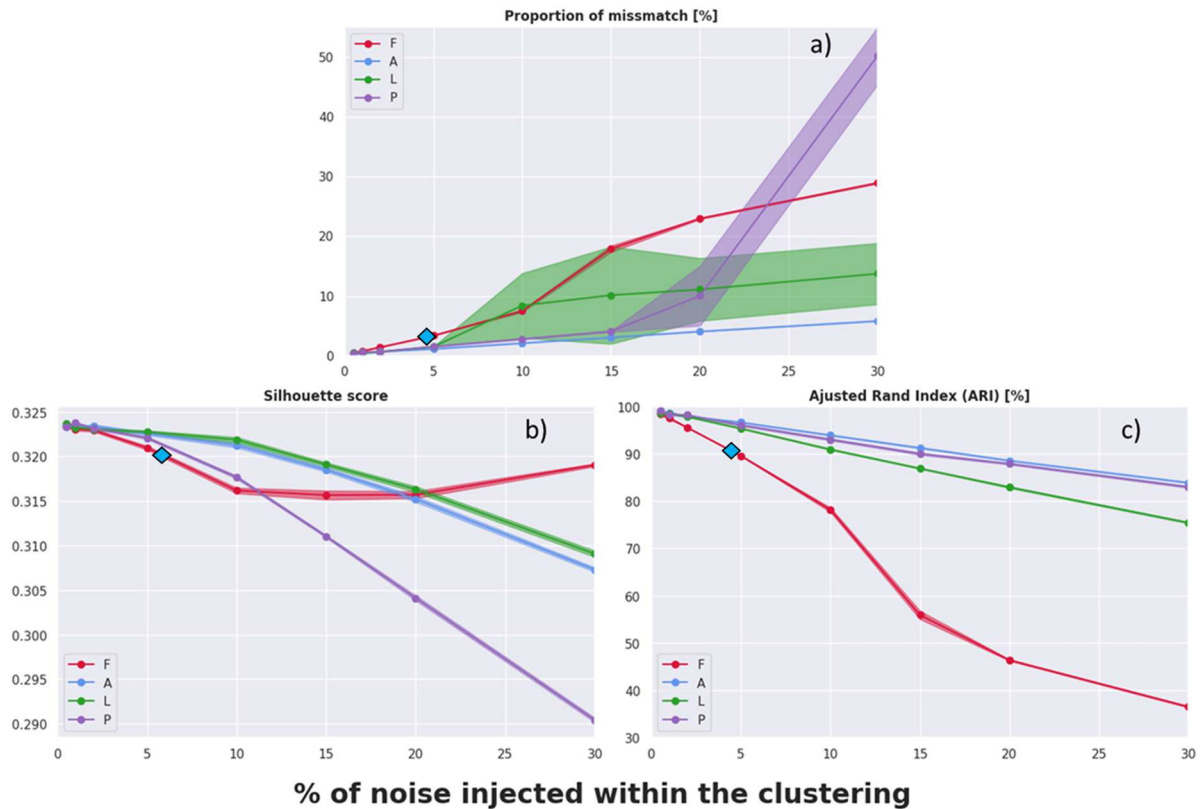 Proportion of missmatch [%]
a)
F
A
L
P
50
40
30
20
10
0
0 5 10 15 20 25 30
Silhouette score
b)
0.325
0.320
0.315
0.310
0.305
0.300
0.295
0.290
F
A
L
P
0 5 10 15 20 25 30
Ajusted Rand Index (ARI) [%]
c)
100
90
80
70
60
50
40
30
F
A
L
P
0 5 10 15 20 25 30
% of noise injected within the clustering